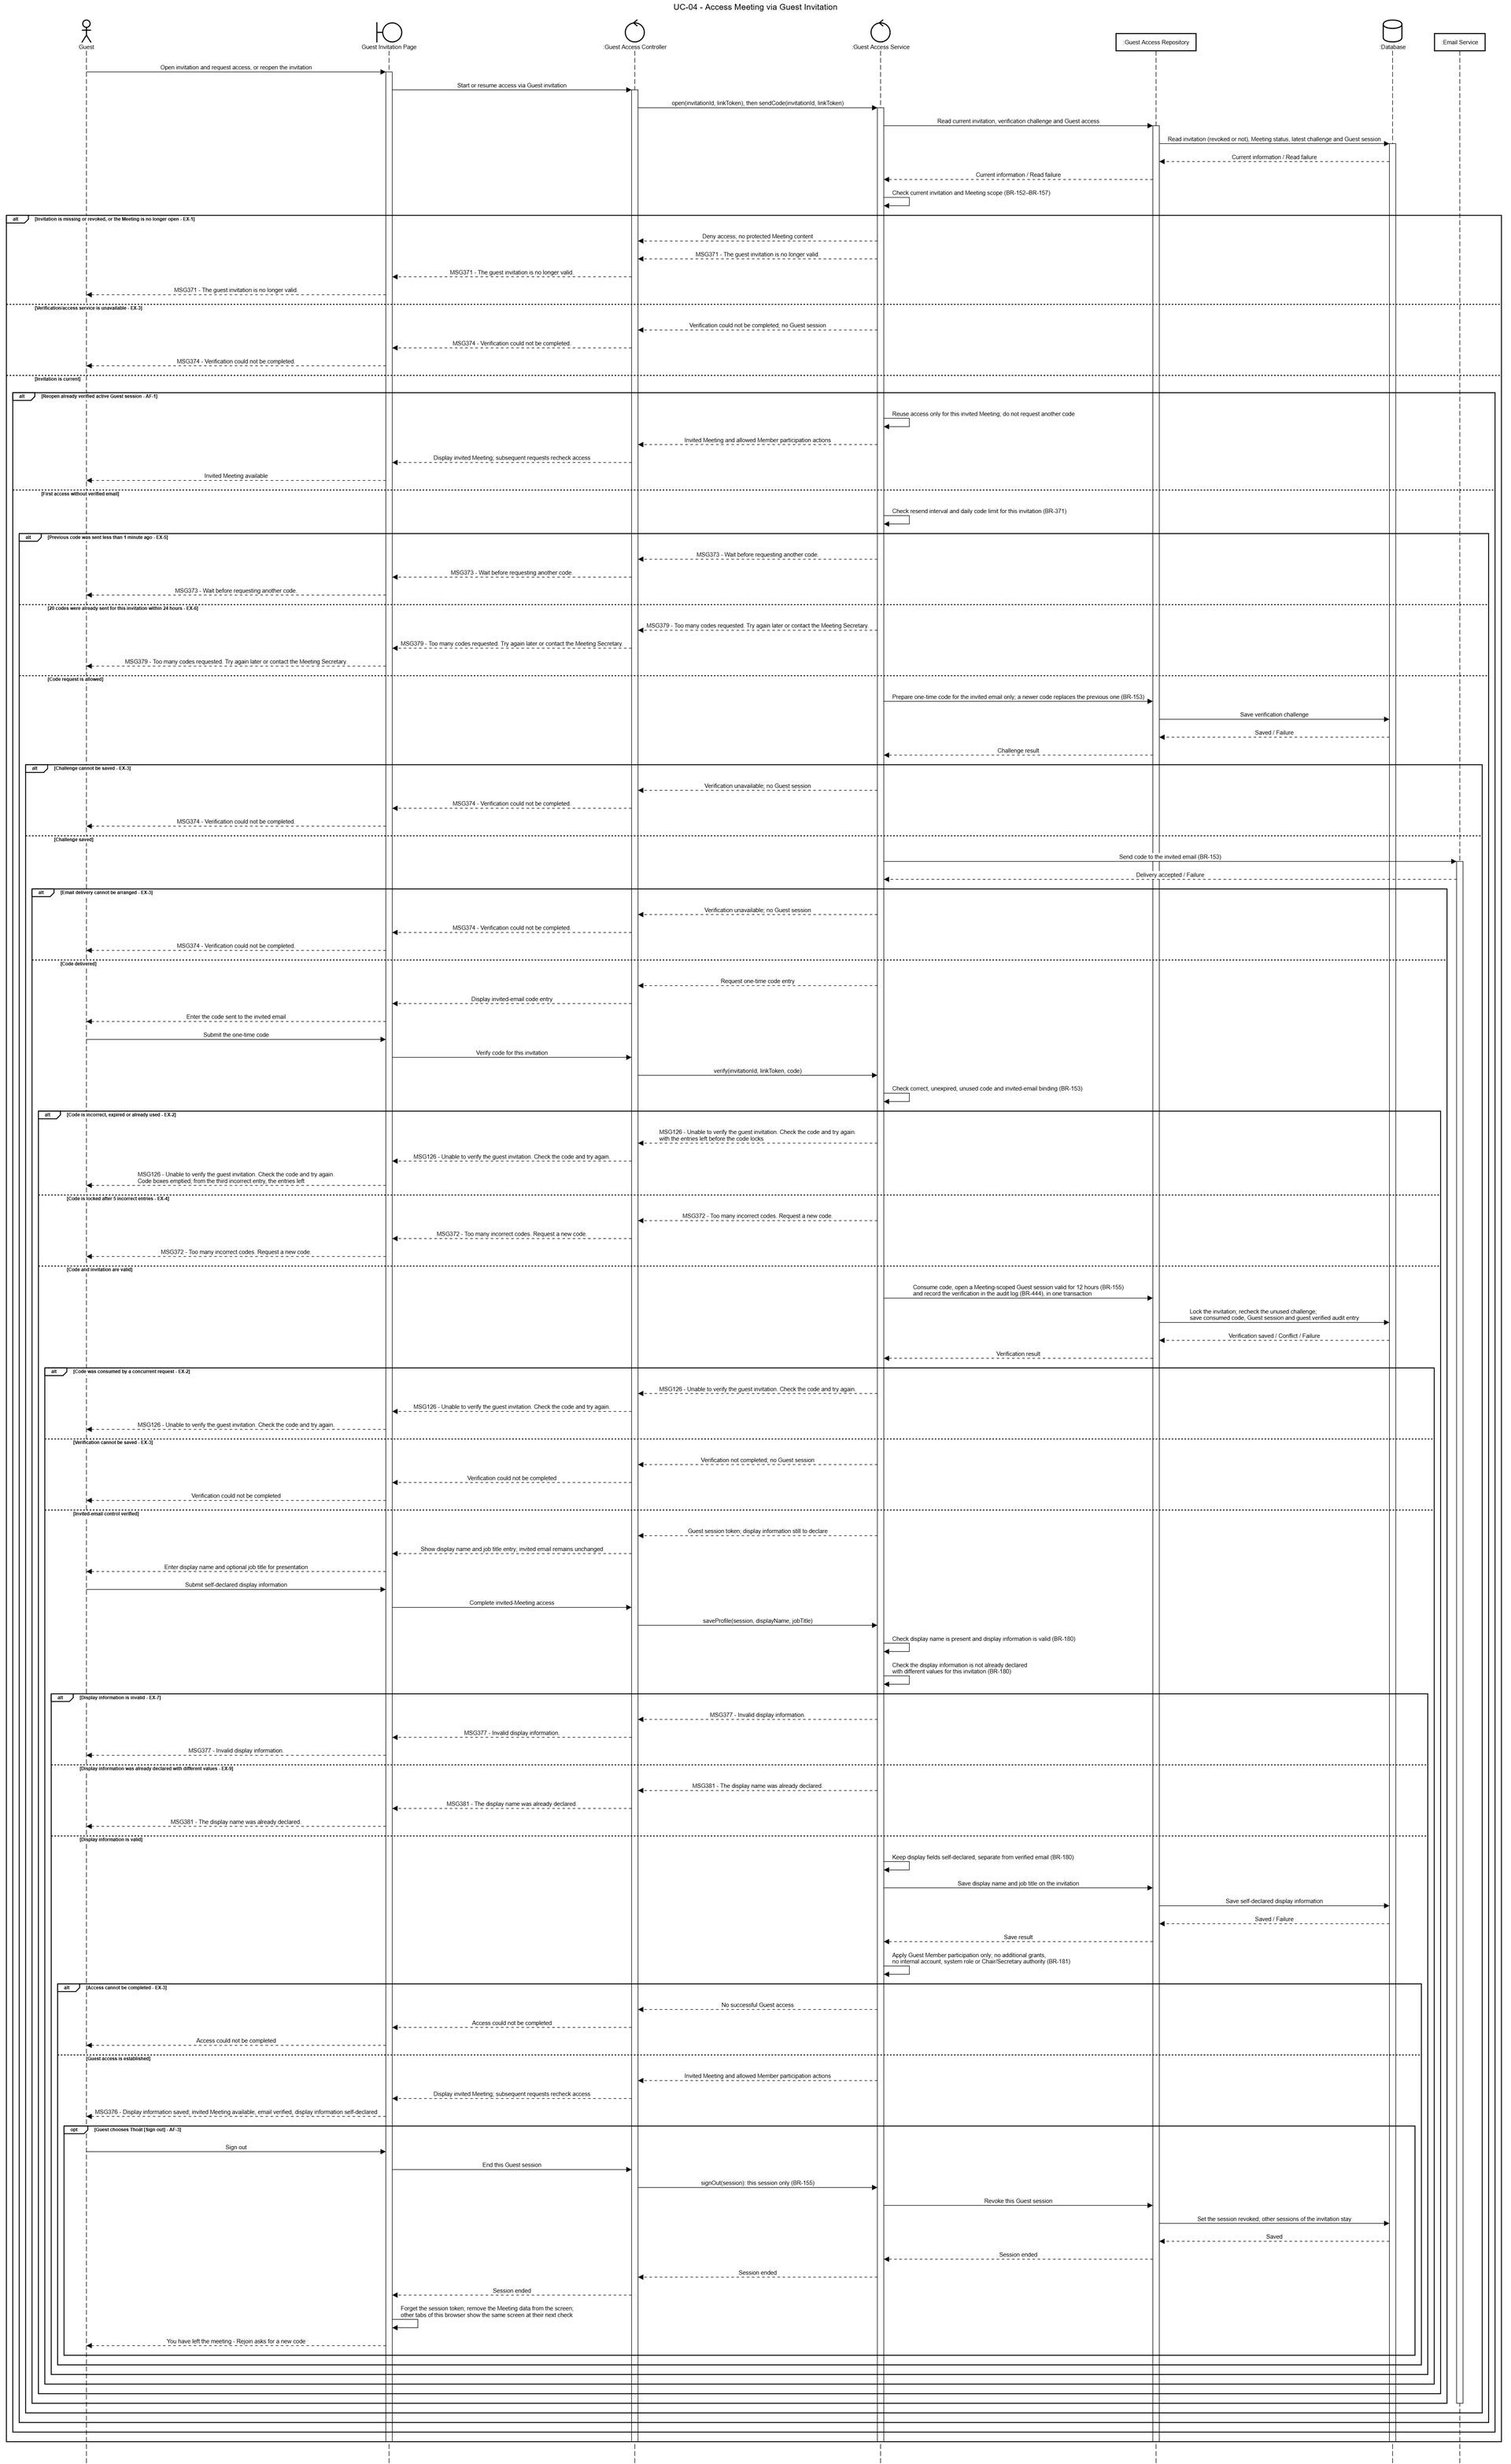 UC-04 - Access Meeting via Guest Invitation
:Guest
:Guest Invitation Page
:Guest Access Controller
:Guest Access Service
:Guest Access Repository
:Database
:Email Service
Open invitation and request access, or reopen the invitation
Start or resume access via Guest invitation
open(invitationId, linkToken), then sendCode(invitationId, linkToken)
Read current invitation, verification challenge and Guest access
Read invitation (revoked or not), Meeting status, latest challenge and Guest session
Current information / Read failure
Current information / Read failure
Check current invitation and Meeting scope (BR-152–BR-157)
alt [Invitation is missing or revoked, or the Meeting is no longer open - EX-1]
Deny access; no protected Meeting content
MSG371 - The guest invitation is no longer valid.
MSG371 - The guest invitation is no longer valid.
MSG371 - The guest invitation is no longer valid.
[Verification/access service is unavailable - EX-3]
Verification could not be completed; no Guest session
MSG374 - Verification could not be completed.
MSG374 - Verification could not be completed.
[Invitation is current]
alt [Reopen already verified active Guest session - AF-1]
Reuse access only for this invited Meeting; do not request another code
Invited Meeting and allowed Member participation actions
Display invited Meeting; subsequent requests recheck access
Invited Meeting available
[First access without verified email]
Check resend interval and daily code limit for this invitation (BR-371)
alt [Previous code was sent less than 1 minute ago - EX-5]
MSG373 - Wait before requesting another code.
MSG373 - Wait before requesting another code.
MSG373 - Wait before requesting another code.
[20 codes were already sent for this invitation within 24 hours - EX-6]
MSG379 - Too many codes requested. Try again later or contact the Meeting Secretary.
MSG379 - Too many codes requested. Try again later or contact the Meeting Secretary.
MSG379 - Too many codes requested. Try again later or contact the Meeting Secretary.
[Code request is allowed]
Prepare one-time code for the invited email only; a newer code replaces the previous one (BR-153)
Save verification challenge
Saved / Failure
Challenge result
alt [Challenge cannot be saved - EX-3]
Verification unavailable; no Guest session
MSG374 - Verification could not be completed.
MSG374 - Verification could not be completed.
[Challenge saved]
Send code to the invited email (BR-153)
Delivery accepted / Failure
alt [Email delivery cannot be arranged - EX-3]
Verification unavailable; no Guest session
MSG374 - Verification could not be completed.
MSG374 - Verification could not be completed.
[Code delivered]
Request one-time code entry
Display invited-email code entry
Enter the code sent to the invited email
Submit the one-time code
Verify code for this invitation
verify(invitationId, linkToken, code)
Check correct, unexpired, unused code and invited-email binding (BR-153)
alt [Code is incorrect, expired or already used - EX-2]
MSG126 - Unable to verify the guest invitation. Check the code and try again.
with the entries left before the code locks
MSG126 - Unable to verify the guest invitation. Check the code and try again.
MSG126 - Unable to verify the guest invitation. Check the code and try again.
Code boxes emptied; from the third incorrect entry, the entries left
[Code is locked after 5 incorrect entries - EX-4]
MSG372 - Too many incorrect codes. Request a new code.
MSG372 - Too many incorrect codes. Request a new code.
MSG372 - Too many incorrect codes. Request a new code.
[Code and invitation are valid]
Consume code, open a Meeting-scoped Guest session valid for 12 hours (BR-155)
and record the verification in the audit log (BR-444), in one transaction
Lock the invitation; recheck the unused challenge;
save consumed code, Guest session and guest.verified audit entry
Verification saved / Conflict / Failure
Verification result
alt [Code was consumed by a concurrent request - EX-2]
MSG126 - Unable to verify the guest invitation. Check the code and try again.
MSG126 - Unable to verify the guest invitation. Check the code and try again.
MSG126 - Unable to verify the guest invitation. Check the code and try again.
[Verification cannot be saved - EX-3]
Verification not completed; no Guest session
Verification could not be completed
Verification could not be completed
[Invited-email control verified]
Guest session token; display information still to declare
Show display name and job title entry; invited email remains unchanged
Enter display name and optional job title for presentation
Submit self-declared display information
Complete invited-Meeting access
saveProfile(session, displayName, jobTitle)
Check display name is present and display information is valid (BR-180)
Check the display information is not already declared
with different values for this invitation (BR-180)
alt [Display information is invalid - EX-7]
MSG377 - Invalid display information.
MSG377 - Invalid display information.
MSG377 - Invalid display information.
[Display information was already declared with different values - EX-9]
MSG381 - The display name was already declared.
MSG381 - The display name was already declared.
MSG381 - The display name was already declared.
[Display information is valid]
Keep display fields self-declared, separate from verified email (BR-180)
Save display name and job title on the invitation
Save self-declared display information
Saved / Failure
Save result
Apply Guest Member participation only; no additional grants,
no internal account, system role or Chair/Secretary authority (BR-181)
alt [Access cannot be completed - EX-3]
No successful Guest access
Access could not be completed
Access could not be completed
[Guest access is established]
Invited Meeting and allowed Member participation actions
Display invited Meeting; subsequent requests recheck access
MSG376 - Display information saved; invited Meeting available, email verified, display information self-declared
opt [Guest chooses Thoát [Sign out] - AF-3]
Sign out
End this Guest session
signOut(session): this session only (BR-155)
Revoke this Guest session
Set the session revoked; other sessions of the invitation stay
Saved
Session ended
Session ended
Session ended
Forget the session token; remove the Meeting data from the screen;
other tabs of this browser show the same screen at their next check
You have left the meeting - Rejoin asks for a new code